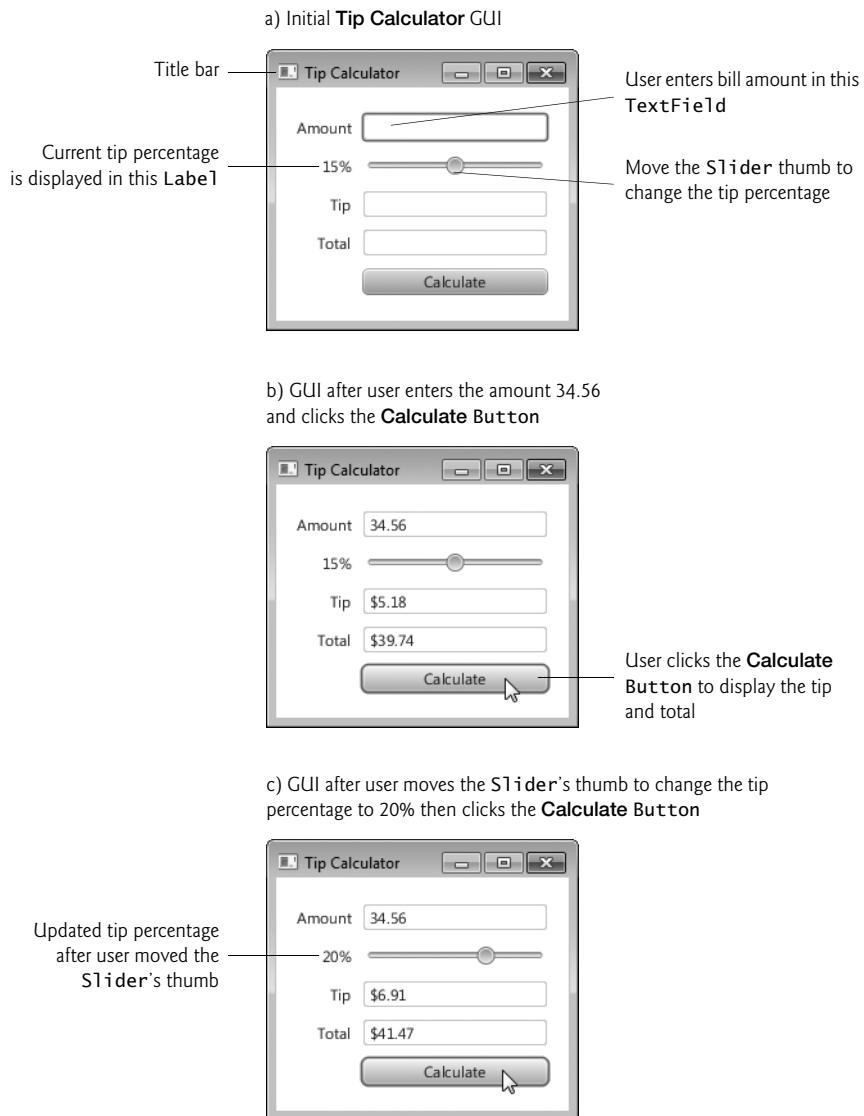 a) Initial Tip Calculator GUI
Title bar
Tip Calculator
User enters bill amount in this
TextField
Amount
Current tip percentage
is displayed in this Label
15%
Move the Slider thumb to
change the tip percentage
Tip
Total
Calculate
b) GUI after user enters the amount 34.56
and clicks the Calculate Button
Tip Calculator
Amount 34.56
15%
Tip $5.18
Total $39.74
Calculate
User clicks the Calculate
Button to display the tip
and total
c) GUI after user moves the Slider’s thumb to change the tip
percentage to 20% then clicks the Calculate Button
Tip Calculator
Amount 34.56
Updated tip percentage
after user moved the
Slider’s thumb
20%
Tip $6.91
Total $41.47
Calculate